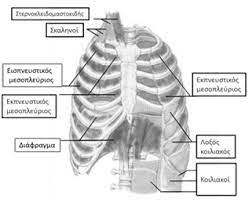 Στερνοκλειδομαστοειδής
Σκαληνοί
Εισπνευστικός
μεσοπλεύριος
Εκπνευστικός
μεσοπλεύριος
Διάφραγμα
Εκπνευστικός
μεσοπλεύριος
Λοξός
κοιλιακός
Κοιλιακοί